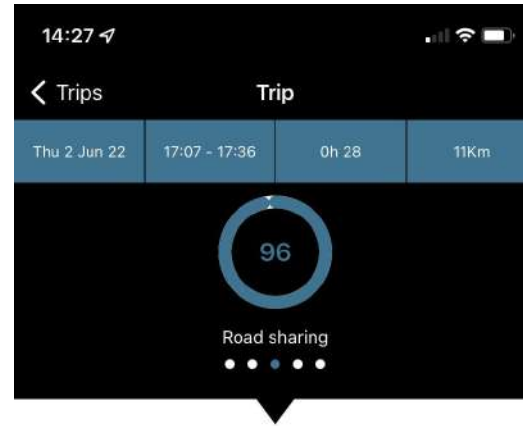 14:27
Trips
Trip
Thu 2 Jun 22 17:07 - 17:36 0h 28 11Km
96
Road sharing